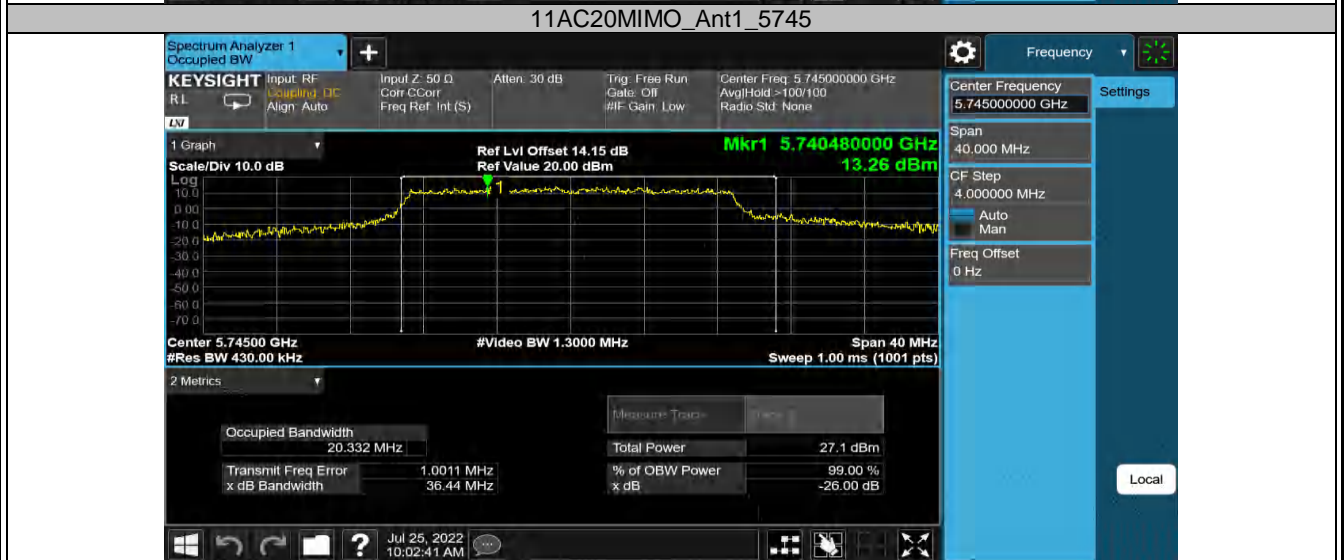 11AC20MIMO_Ant1_5745
Spectrum Analyzer 1
Occupied BW
Frequency
KEYSIGHT
Input: RF
Input Z: 50 Ω
Atten: 30 dB
Trig: Free Run
Center Freq: 5.745000000 GHz
RL
Coupling: DC
Corr CCorr
Gate: Off
Avg|Hold:>100/100
Align: Auto
Freq Ref: Int (S)
#IF Gain: Low
Radio Std: None
LXI
Center Frequency
5.745000000 GHz
Settings
Span
40.000 MHz
CF Step
4.000000 MHz
Auto
Man
Freq Offset
0 Hz
1 Graph
Ref Lvl Offset 14.15 dB
Mkr1 5.740480000 GHz
Scale/Div 10.0 dB
Ref Value 20.00 dBm
13.26 dBm
Log
10.0
1
0.00
-10.0
-20.0
-30.0
-40.0
-50.0
-60.0
-70.0
Center 5.74500 GHz
#Video BW 1.3000 MHz
Span 40 MHz
#Res BW 430.00 kHz
Sweep 1.00 ms (1001 pts)
2 Metrics
Measure Trace
Occupied Bandwidth
20.332 MHz
Total Power
27.1 dBm
Transmit Freq Error
1.0011 MHz
% of OBW Power
99.00 %
x dB Bandwidth
36.44 MHz
x dB
-26.00 dB
Local
?
Jul 25, 2022
10:02:41 AM